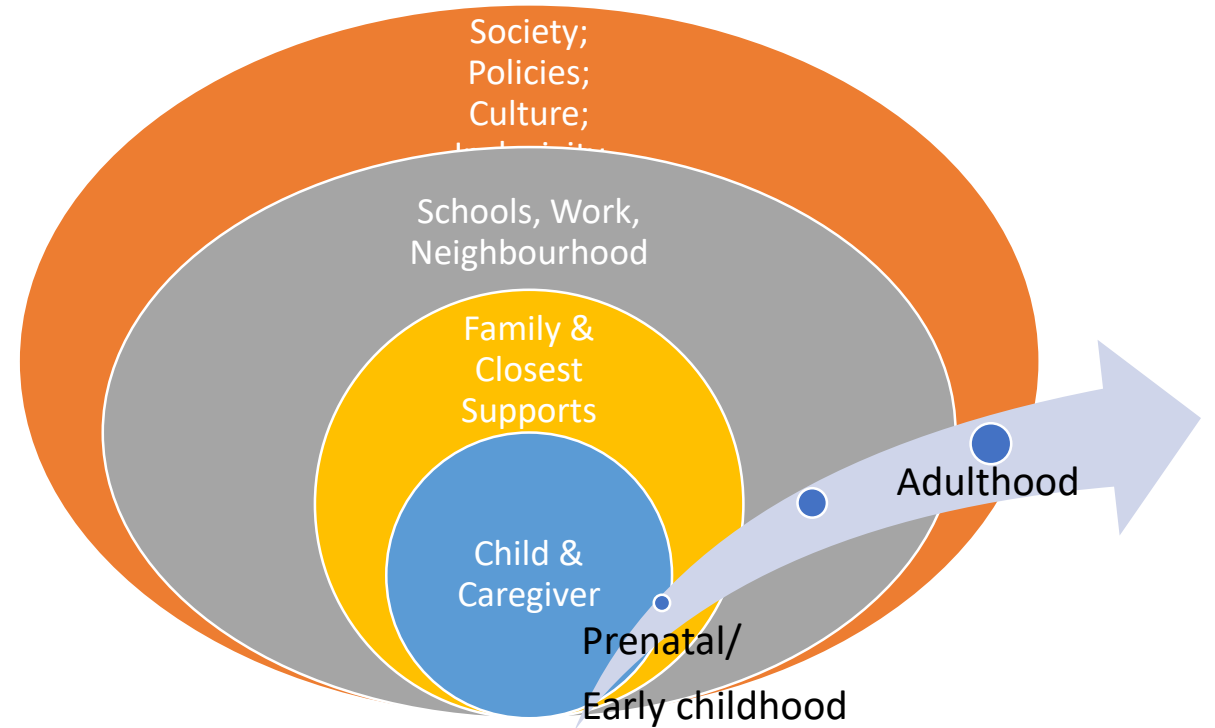 Society;
Policies;
Culture;
Schools, Work,
Neighbourhood
Family &
Closest
Supports
Child &
Caregiver
Adulthood
Prenatal/
Early childhood